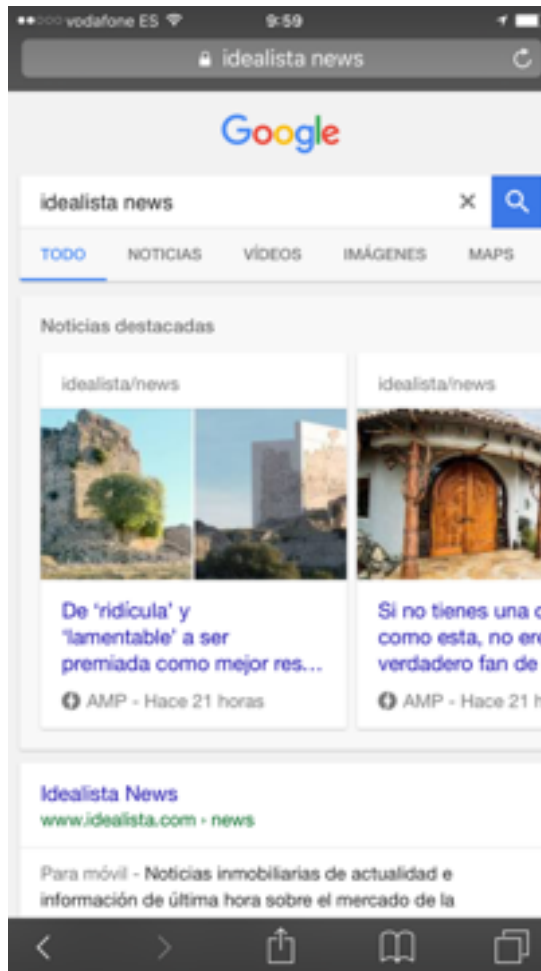 vodafone ES 9:59
idealista news
Google
idealista news
TODO NOTICIAS VÍDEOS IMÁGENES MAPS
Noticias destacadas
idealista/news
De 'ridícula' y
'lamentable' a ser
premiada como mejor res...
AMP - Hace 21 horas
idealista/news
Si no tienes una c
como esta, no ere
verdadero fan de
AMP - Hace 21 h
Idealista News
www.idealista.com › news
Para móvil - Noticias inmobiliarias de actualidad e
información de última hora sobre el mercado de la